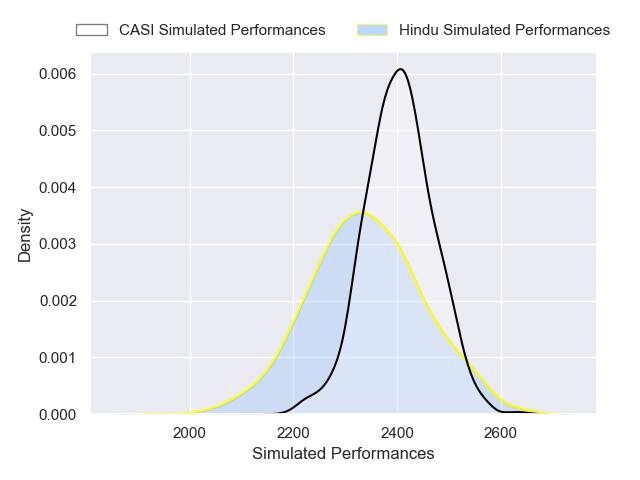 CASI Simulated Performances
Hindu Simulated Performances
0.006
0.005
0.004
0.003
0.002
0.001
0.000
Density
2000
2200
2400
2600
Simulated Performances